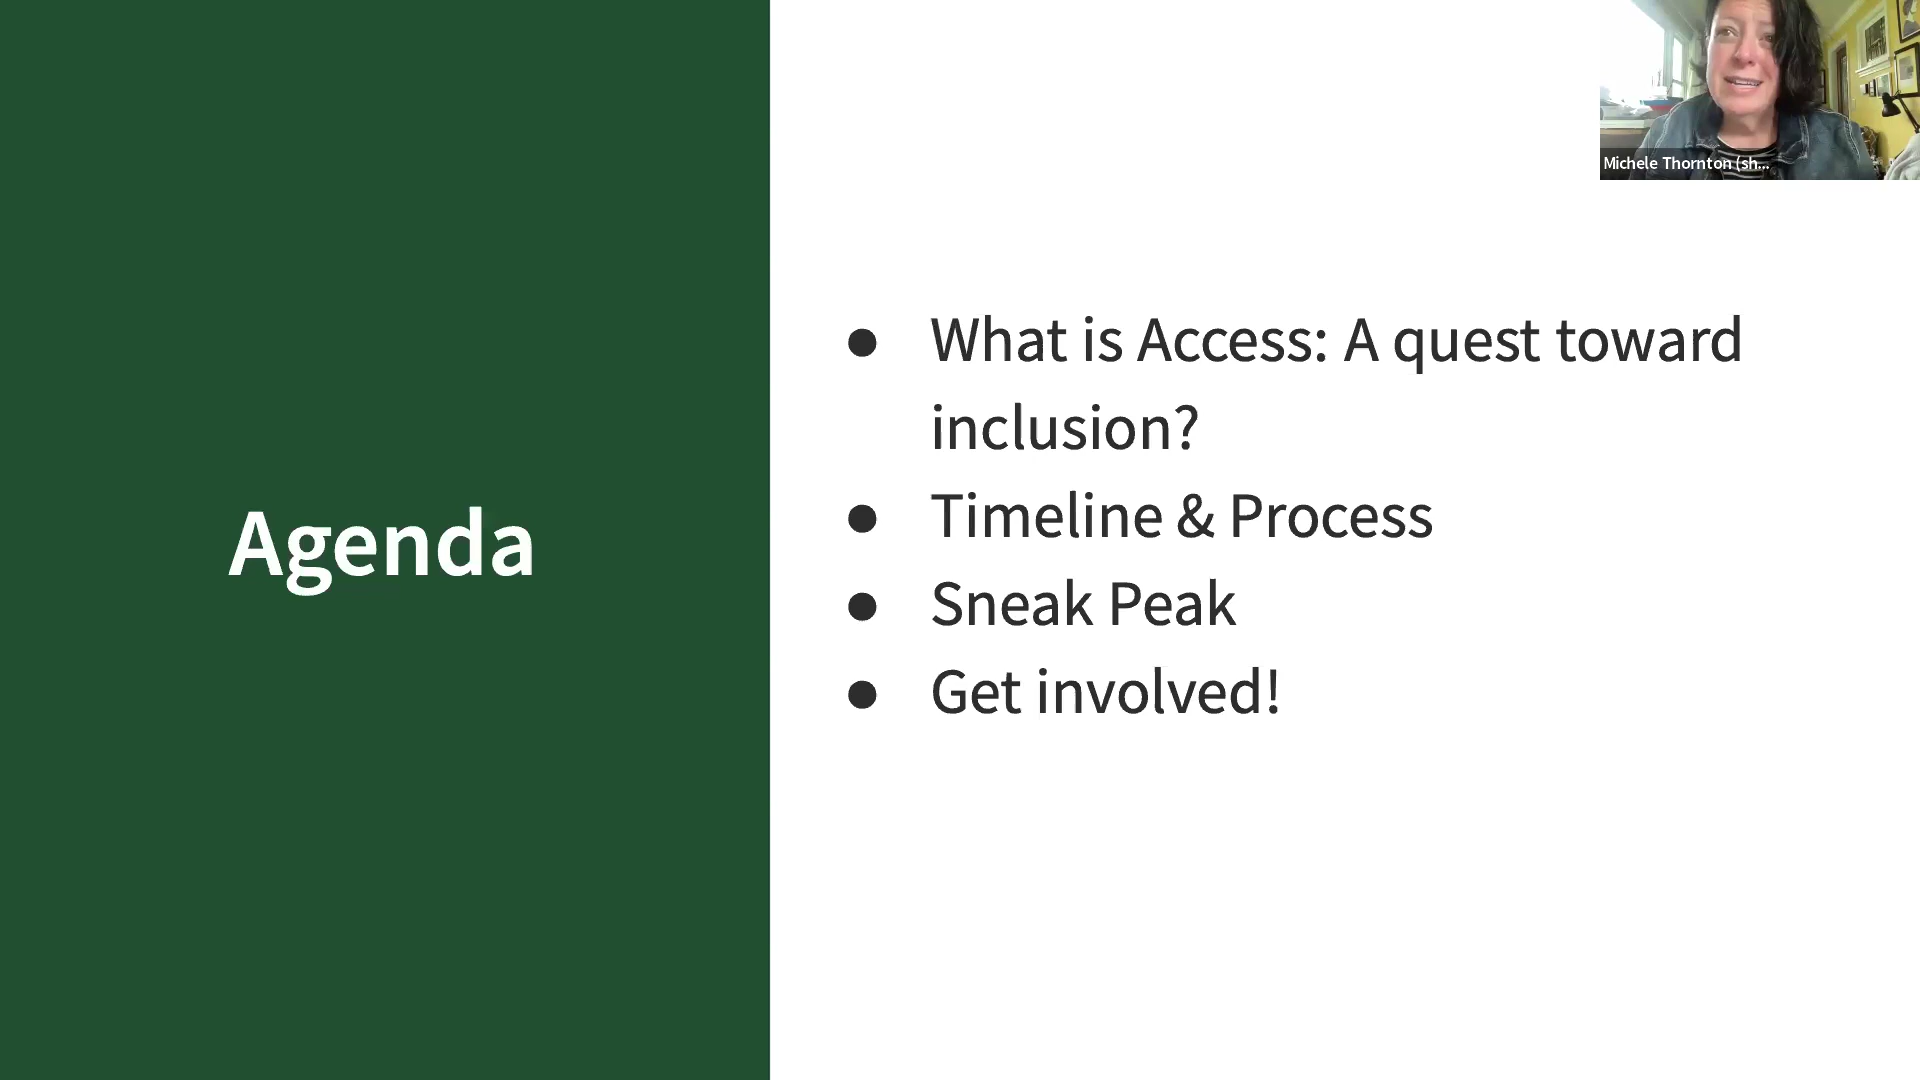 Agenda
● What is Access: A quest toward
inclusion?
● Timeline & Process
● Sneak Peak
● Get involved!
Michele Thornton (sh...